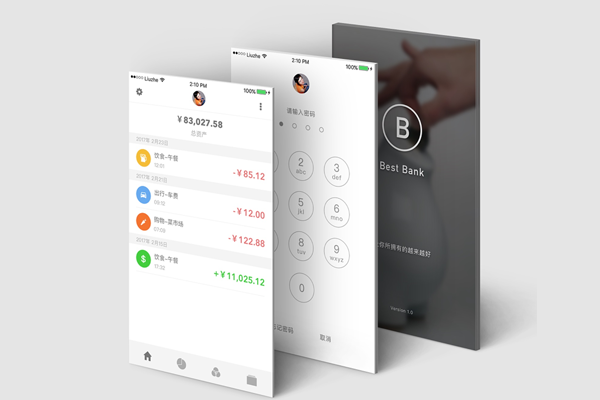 Liuzhe
2:10 PM
100%
¥83,027.58
总资产
2017年 2月25日
饮食-午餐
12:01
-¥85.12
2017年 2月21日
出行-车费
-¥12.00
购物-菜市场
07:00
-¥122.88
2017年 2月10日
饮食-午餐
11:02
+¥11,025.12
Liuzhe
2:10 PM
100%
请输入密码
2
abc
3
def
5
jkl
6
mno
8
tuv
9
wxyz
0
忘记密码
取消
B
Best Bank
你所拥有的越来越好
Version 1.0